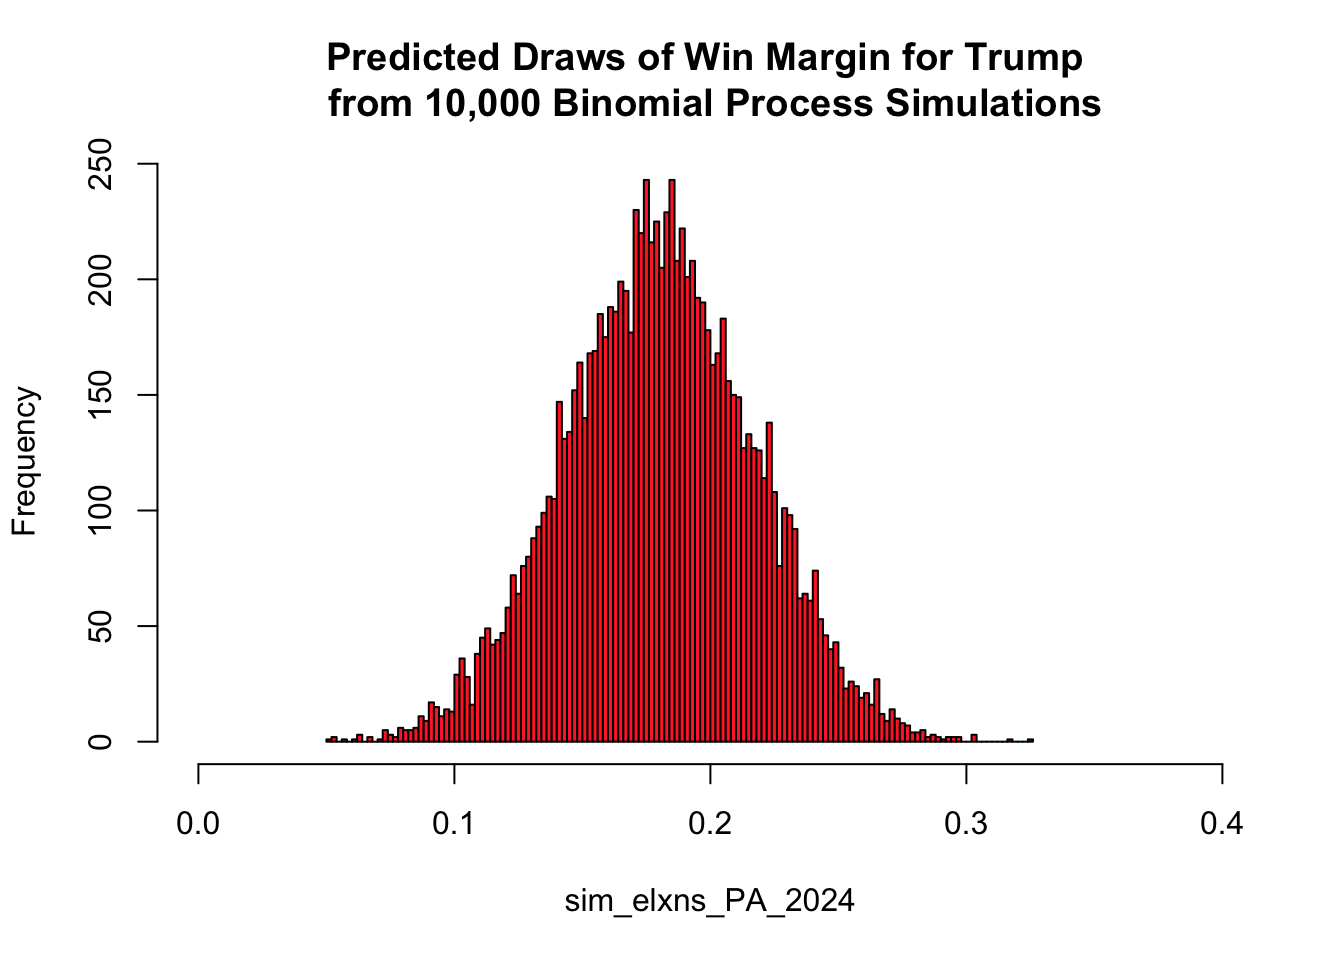 Predicted Draws of Win Margin for Trump
from 10,000 Binomial Process Simulations
Frequency
250
200
150
100
50
0
0.0 0.1 0.2 0.3 0.4
sim_elxns_PA_2024